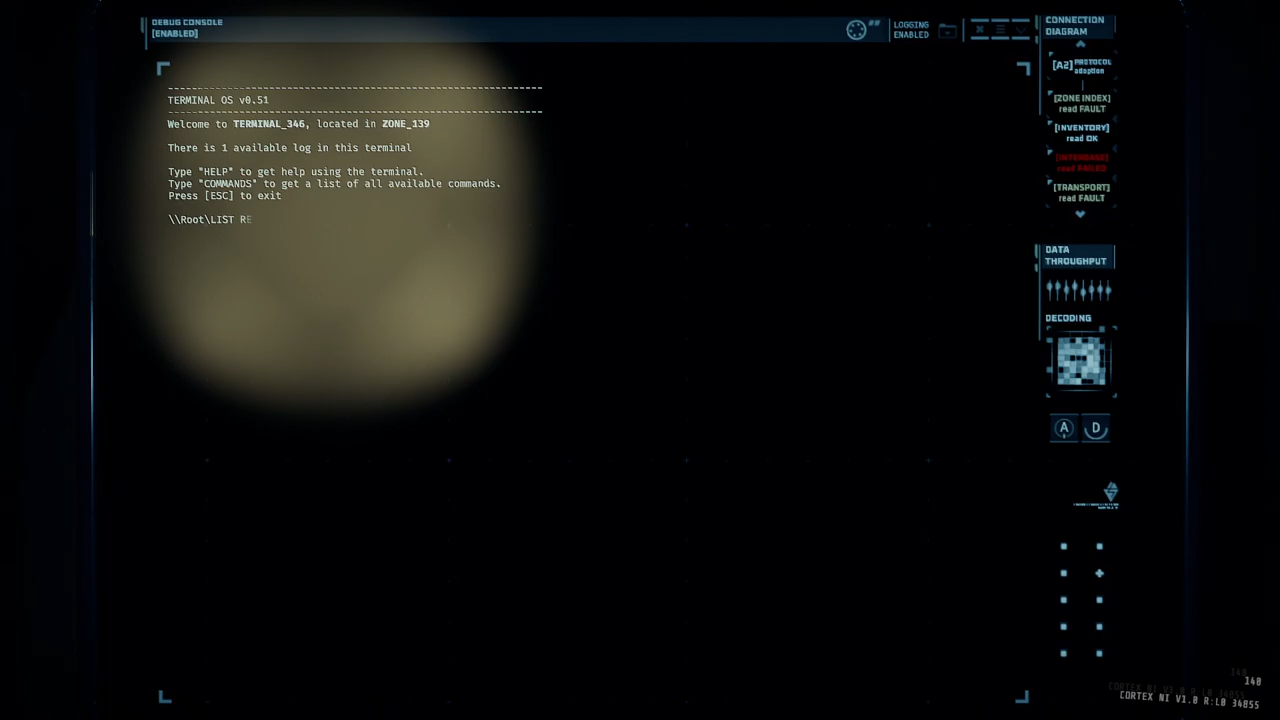 DEBUG CONSOLE
[ENABLED]
LOGGING
ENABLED
CONNECTION
DIAGRAM
[A2] PROTOCOL
adoption
[ZONE INDEX]
read FAULT
[INVENTORY]
read OK
read FAILED
[TRANSPORT]
read FAULT
------------------------------------------------------------------
TERMINAL OS v0.51
------------------------------------------------------------------
Welcome to TERMINAL_346, located in ZONE_139
There is 1 available log in this terminal
Type "HELP" to get help using the terminal.
Type "COMMANDS" to get a list of all available commands.
Press [ESC] to exit
\\Root\LIST RE
DATA
THROUGHPUT
DECODING
A D
140
CORTEX NI V1.0 R:L0 34055